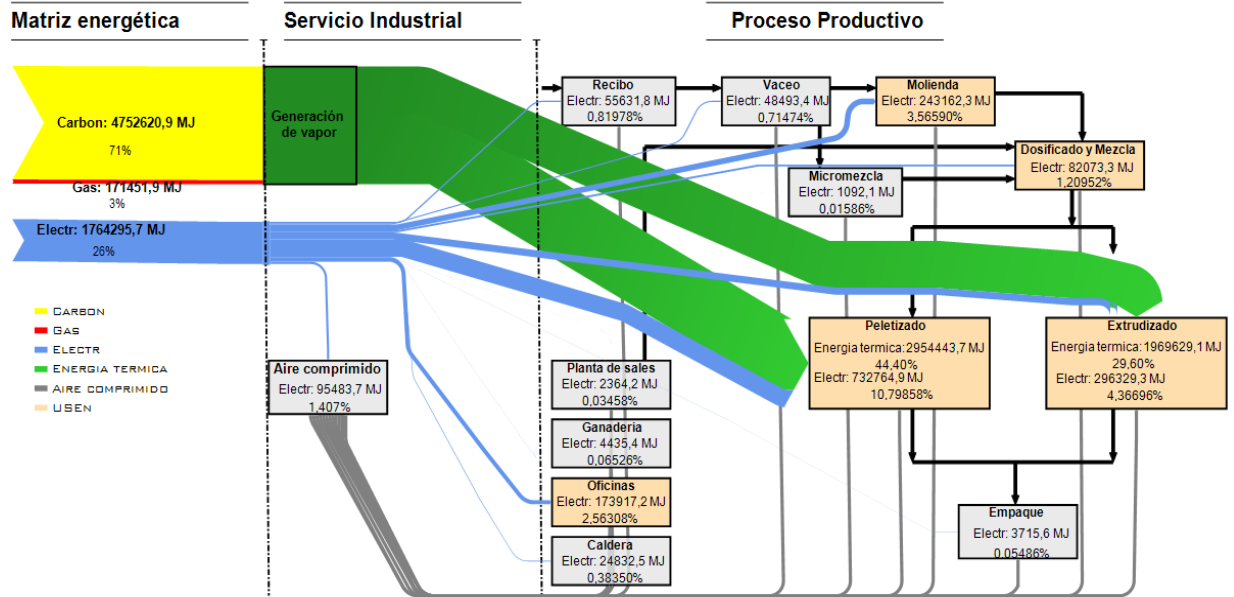 Matriz energética
Servicio Industrial
Proceso Productivo
Carbon: 4752620,9 MJ
71%
Gas: 171451,9 MJ
3%
Electr: 1764295,7 MJ
26%
Generación
de vapor
Recibo
Electr: 55631,8 MJ
0,81978%
Vaceo
Electr: 48493,4 MJ
0,71474%
Molienda
Electr: 243162,3 MJ
3,56590%
Dosificado y Mezcla
Electr: 82073,3 MJ
1,20952%
Micromezcla
Electr: 1092,1 MJ
0,01586%
CARBON
GAS
ELECTR
ENERGIA TERMICA
AIRE COMPRIMIDO
USEN
Aire comprimido
Electr: 95483,7 MJ
1,407%
Peletizado
Energia termica:2954443,7 MJ
44,40%
Electr: 732764,9 MJ
10,79858%
Extrudizado
Energia termica:1969629,1 MJ
29,60%
Electr: 296329,3 MJ
4,36696%
Planta de sales
Electr: 2364,2 MJ
0,03458%
Ganaderia
Electr: 4435,4 MJ
0,06526%
Oficinas
Electr: 173917,2 MJ
2,56308%
Caldera
Electr: 24832,5 MJ
0,38350%
Empaque
Electr: 3715,6 MJ
0,05486%